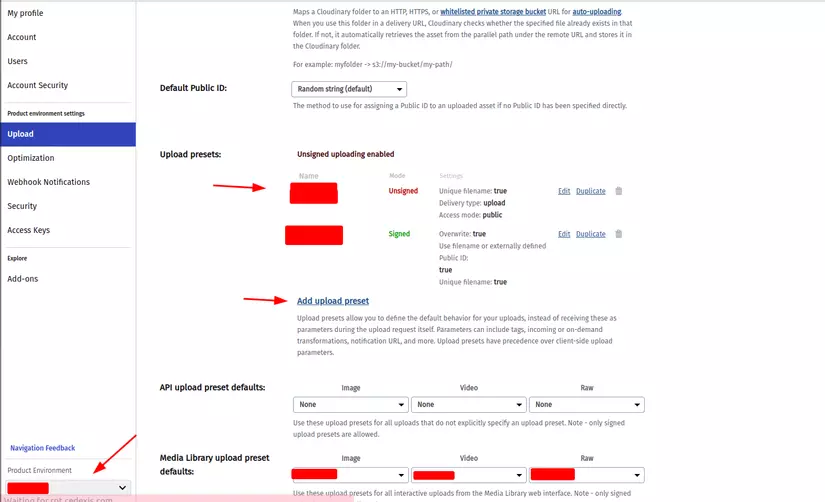 My profile
Account
Users
Account Security
Product environment settings
Upload
Optimization
Webhook Notifications
Security
Access Keys
Explore
Add-ons
Navigation Feedback
Product Environment
Waiting for rpt.cedexis.com
Maps a Cloudinary folder to an HTTP, HTTPS, or whitelisted private storage bucket URL for auto-uploading.
When you use this folder in a delivery URL, Cloudinary checks whether the specified file already exists in that
folder. If not, it automatically retrieves the asset from the parallel path under the remote URL and stores it in
the Cloudinary folder.
For example: myfolder -> s3://my-bucket/my-path/
Default Public ID:
Random string (default)
The method to use for assigning a Public ID to an uploaded asset if no Public ID has been specified directly.
Upload presets:
Unsigned uploading enabled
Name Mode Settings
Unsigned Unique filename: true Edit Duplicate
Delivery type: upload
Access mode: public
Signed Overwrite: true Edit Duplicate
Use filename or externally defined
Public ID:
true
Unique filename: true
Add upload preset
Upload presets allow you to define the default behavior for your uploads, instead of receiving these as
parameters during the upload request itself. Parameters can include tags, incoming or on-demand
transformations, notification URL, and more. Upload presets have precedence over client-side upload
parameters.
API upload preset defaults:
Image Video Raw
None None None
Use these upload presets for all uploads that do not explicitly specify an upload preset. Note - only signed
upload presets are allowed.
Media Library upload preset
defaults:
Image Video Raw
Use these upload presets for all interactive uploads from the Media Library web interface. Note - only signed